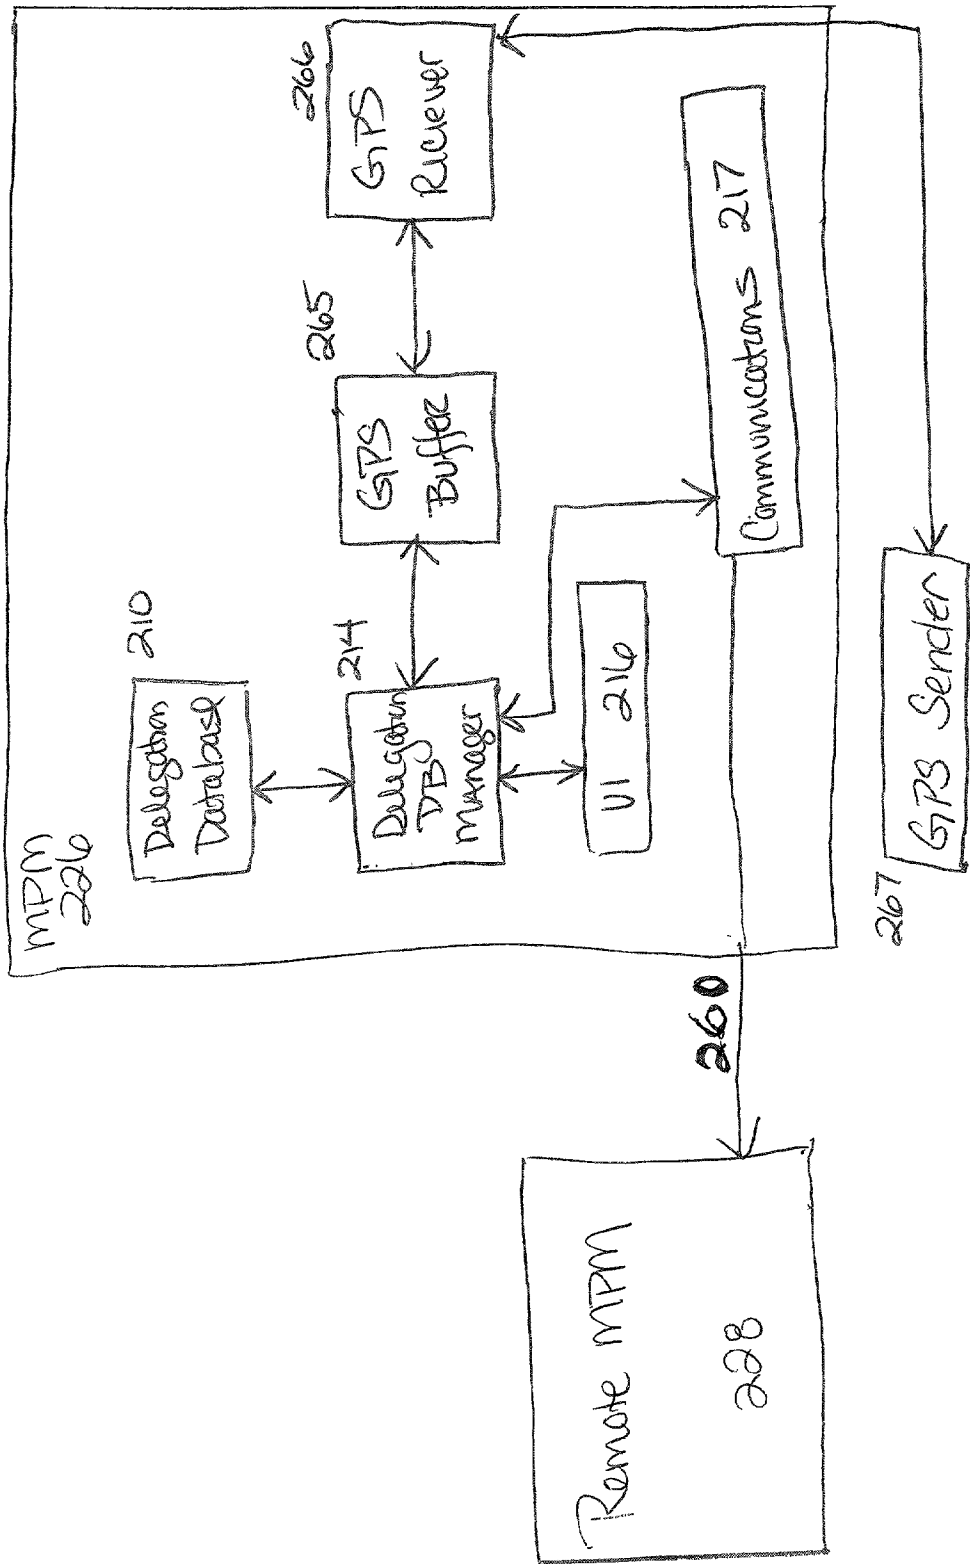 MPM
226
Delegation
Database
210
Delegation
DB
Manager
214
GPS
Buffer
265
GPS
Riciever
266
UI 216
Communications 217
260
Remote MPM
228
267
GPS Sender